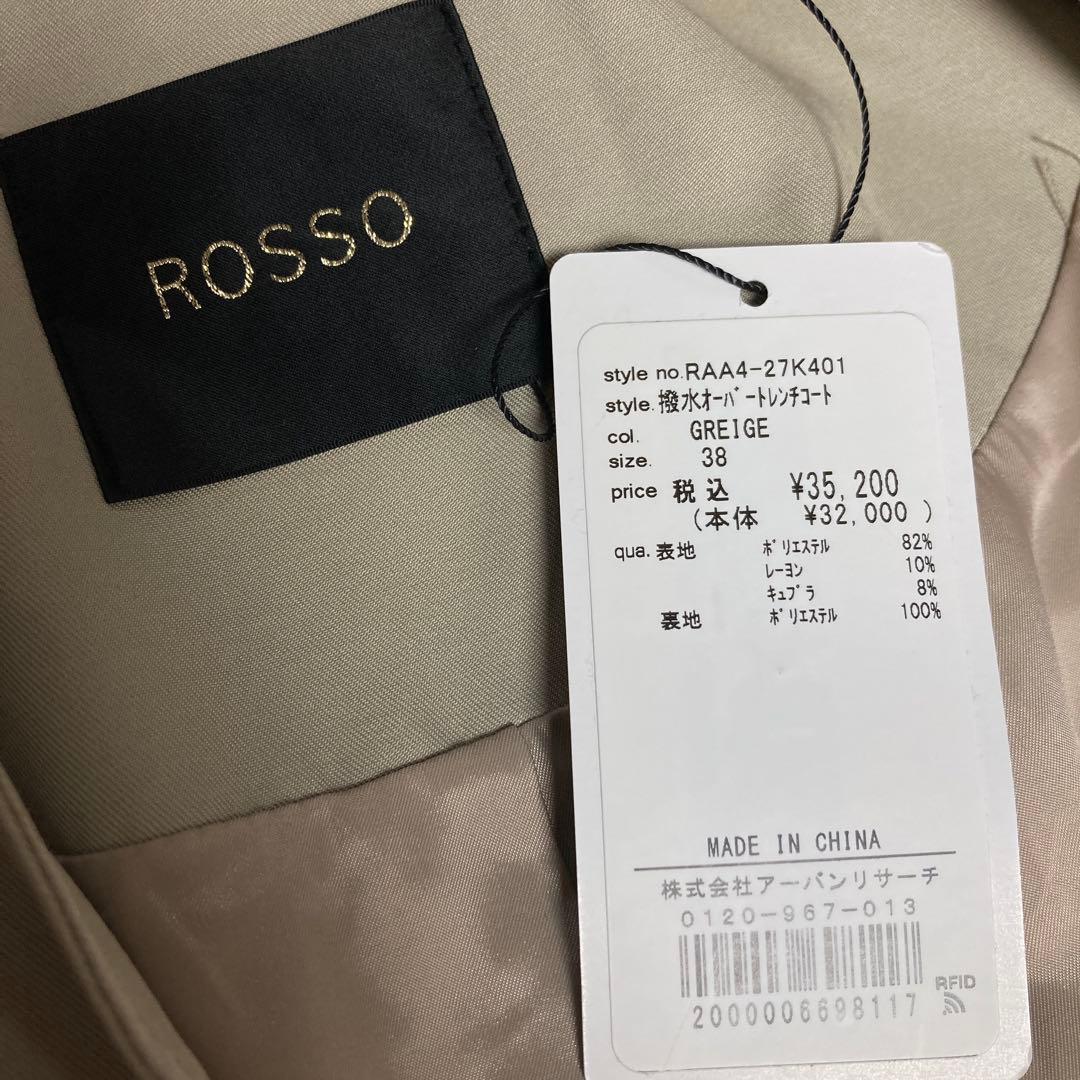 ROSSO
style no.RAA4-27K401
style.撥水オーバートレンチコート
col. GREIGE
size. 38
price 税込 ¥35,200
(本体 ¥32,000 )
qua.表地 ポリエステル 82%
レーヨン 10%
キュプラ 8%
裏地 ポリエステル 100%
MADE IN CHINA
株式会社アーバンリサーチ
0120-967-013
RFID
2000006698117